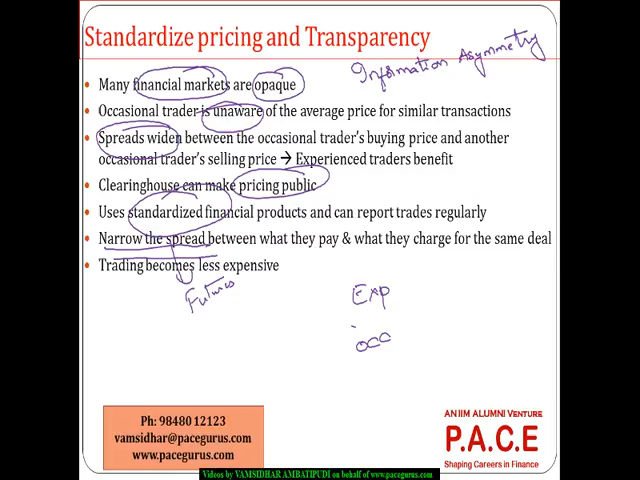 Standardize pricing and Transparency
Information Asymmetry
• Many financial markets are opaque
• Occasional trader is unaware of the average price for similar transactions
• Spreads widen between the occasional trader's buying price and another
occasional trader's selling price → Experienced traders benefit
• Clearinghouse can make pricing public
• Uses standardized financial products and can report trades regularly
• Narrow the spread between what they pay & what they charge for the same deal
• Trading becomes less expensive
Futures
Exp
occ
Ph: 98480 12123
vamsidhar@pacegurus.com
www.pacegurus.com
AN IIM ALUMNI VENTURE
P.A.C.E
Shaping Careers in Finance
Videos by VAMSIDHAR AMBATIPUDI on behalf of www.pacegurus.com